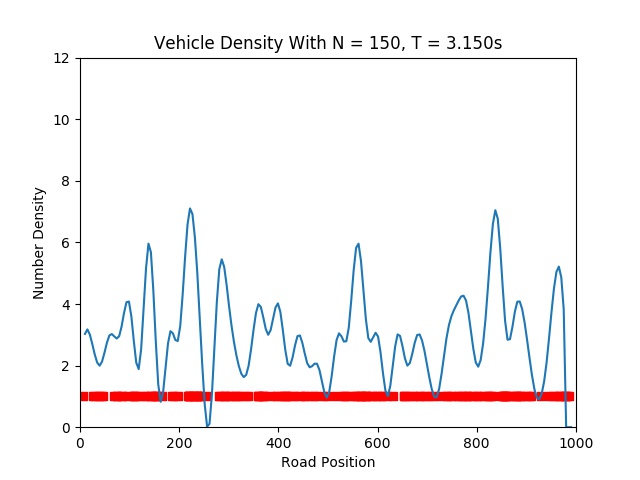 Vehicle Density With N = 150, T = 3.150s
12
10
8
6
4
2
0
Number Density
0 200 400 600 800 1000
Road Position